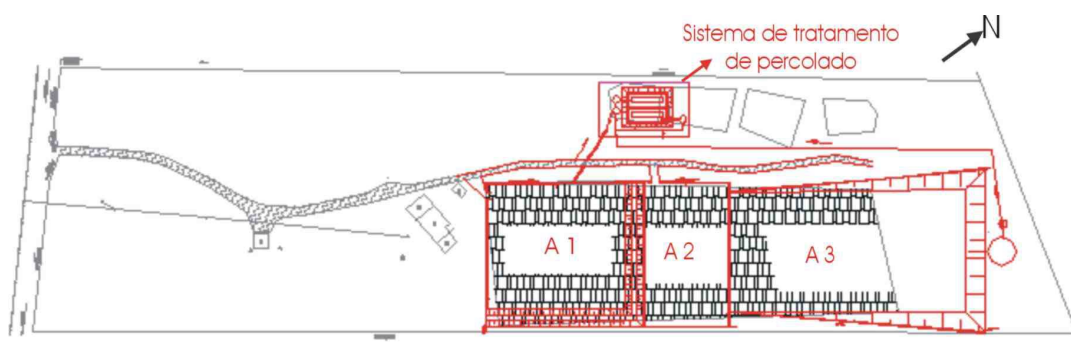 Sistema de tratamento
de percolado
N
A 1
A 2
A 3